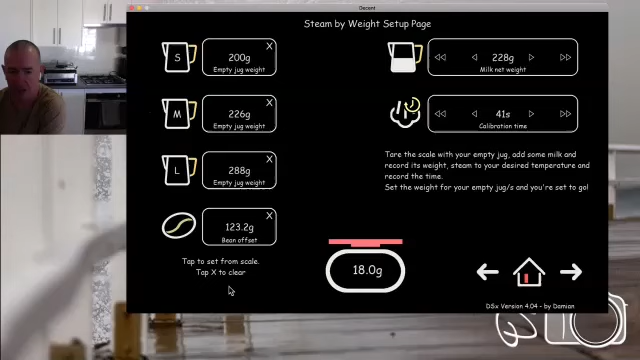 Decent
Steam by Weight Setup Page
S
200g
X
Empty jug weight
M
226g
X
Empty jug weight
L
288g
X
Empty jug weight
123.2g
X
Bean offset
Tap to set from scale.
Tap X to clear
228g
Milk net weight
41s
Calibration time
Tare the scale with your empty jug, add some milk and
record its weight, steam to your desired temperature and
record the time.
Set the weight for your empty jug/s and you're set to go!
18.0g
DSx Version 4.04 - by Damian